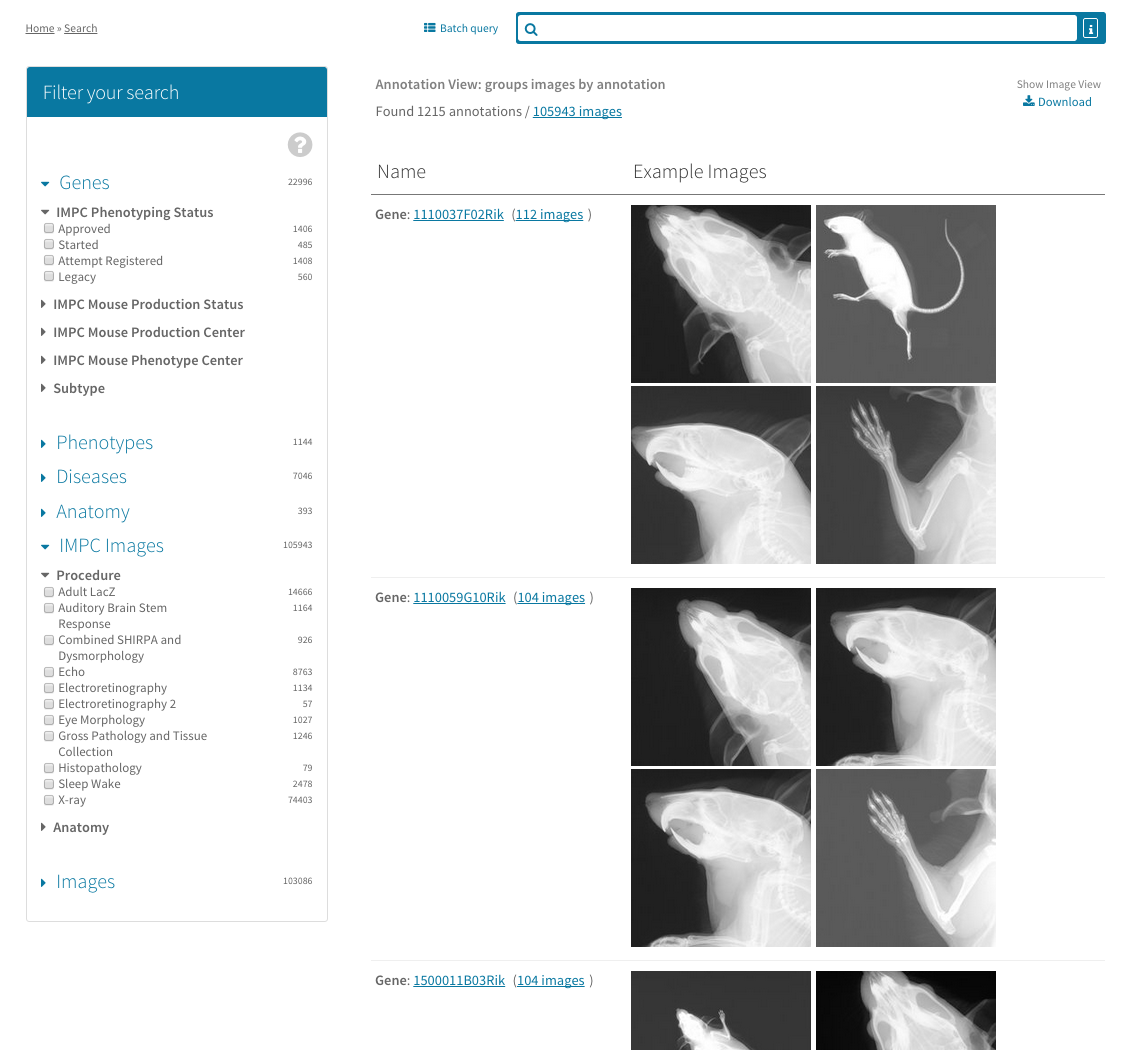 Home » Search
Batch query
Filter your search
Genes 22996
IMPC Phenotyping Status
Approved 1406
Started 485
Attempt Registered 1408
Legacy 560
IMPC Mouse Production Status
IMPC Mouse Production Center
IMPC Mouse Phenotype Center
Subtype
Phenotypes 1144
Diseases 7046
Anatomy 393
IMPC Images 105943
Procedure
Adult LacZ 14666
Auditory Brain Stem 1164
Response
Combined SHIRPA and 926
Dysmorphology
Echo 8763
Electroretinography 1134
Electroretinography 2 57
Eye Morphology 1027
Gross Pathology and Tissue 1246
Collection
Histopathology 79
Sleep Wake 2478
X-ray 74403
Anatomy
Images 103086
Annotation View: groups images by annotation
Found 1215 annotations / 105943 images
Show Image View
Download
Name Example Images
Gene: 1110037F02Rik (112 images )
Gene: 1110059G10Rik (104 images )
Gene: 1500011B03Rik (104 images )